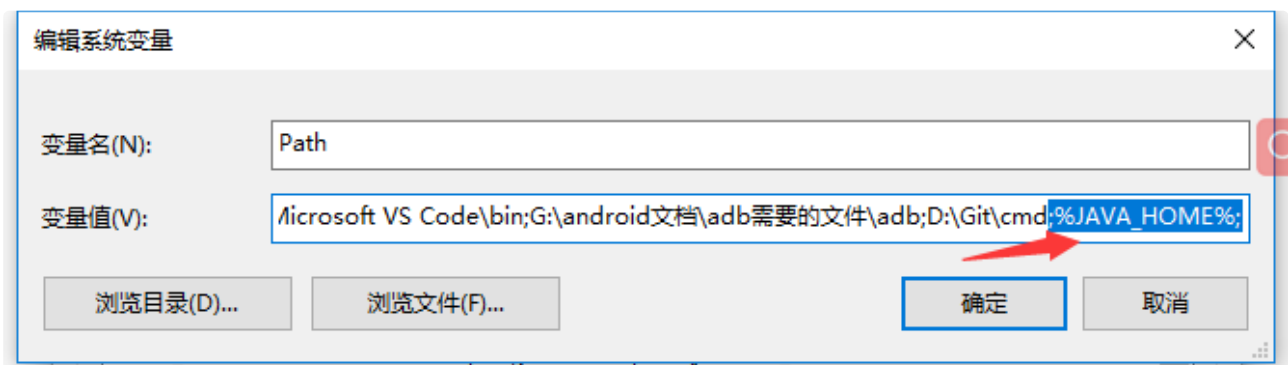 编辑系统变量
变量名(N):
Path
变量值(V):
Microsoft VS Code\bin;G:\android文档\adb需要的文件\adb;D:\Git\cmd;%JAVA_HOME%;
浏览目录(D)...
浏览文件(F)...
确定
取消